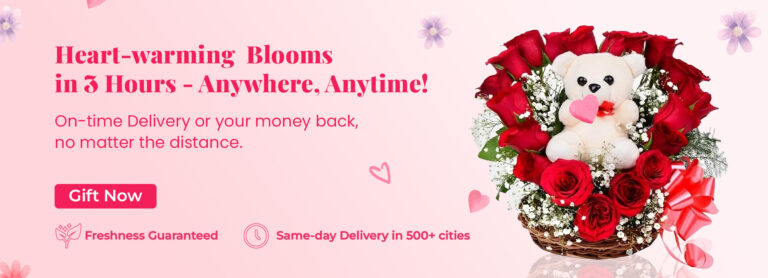 Heart-warming Blooms
in 3 Hours - Anywhere, Anytime!
On-time Delivery or your money back,
no matter the distance.
Gift Now
Freshness Guaranteed
Same-day Delivery in 500+ cities